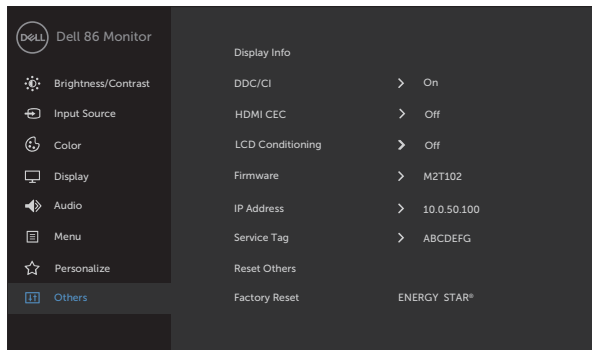 DELL Dell 86 Monitor
Brightness/Contrast
Input Source
Color
Display
Audio
Menu
Personalize
Others
Display Info
DDC/CI > On
HDMI CEC > Off
LCD Conditioning > Off
Firmware > M2T102
IP Address > 10.0.50.100
Service Tag > ABCDEFG
Reset Others
Factory Reset ENERGY STAR®